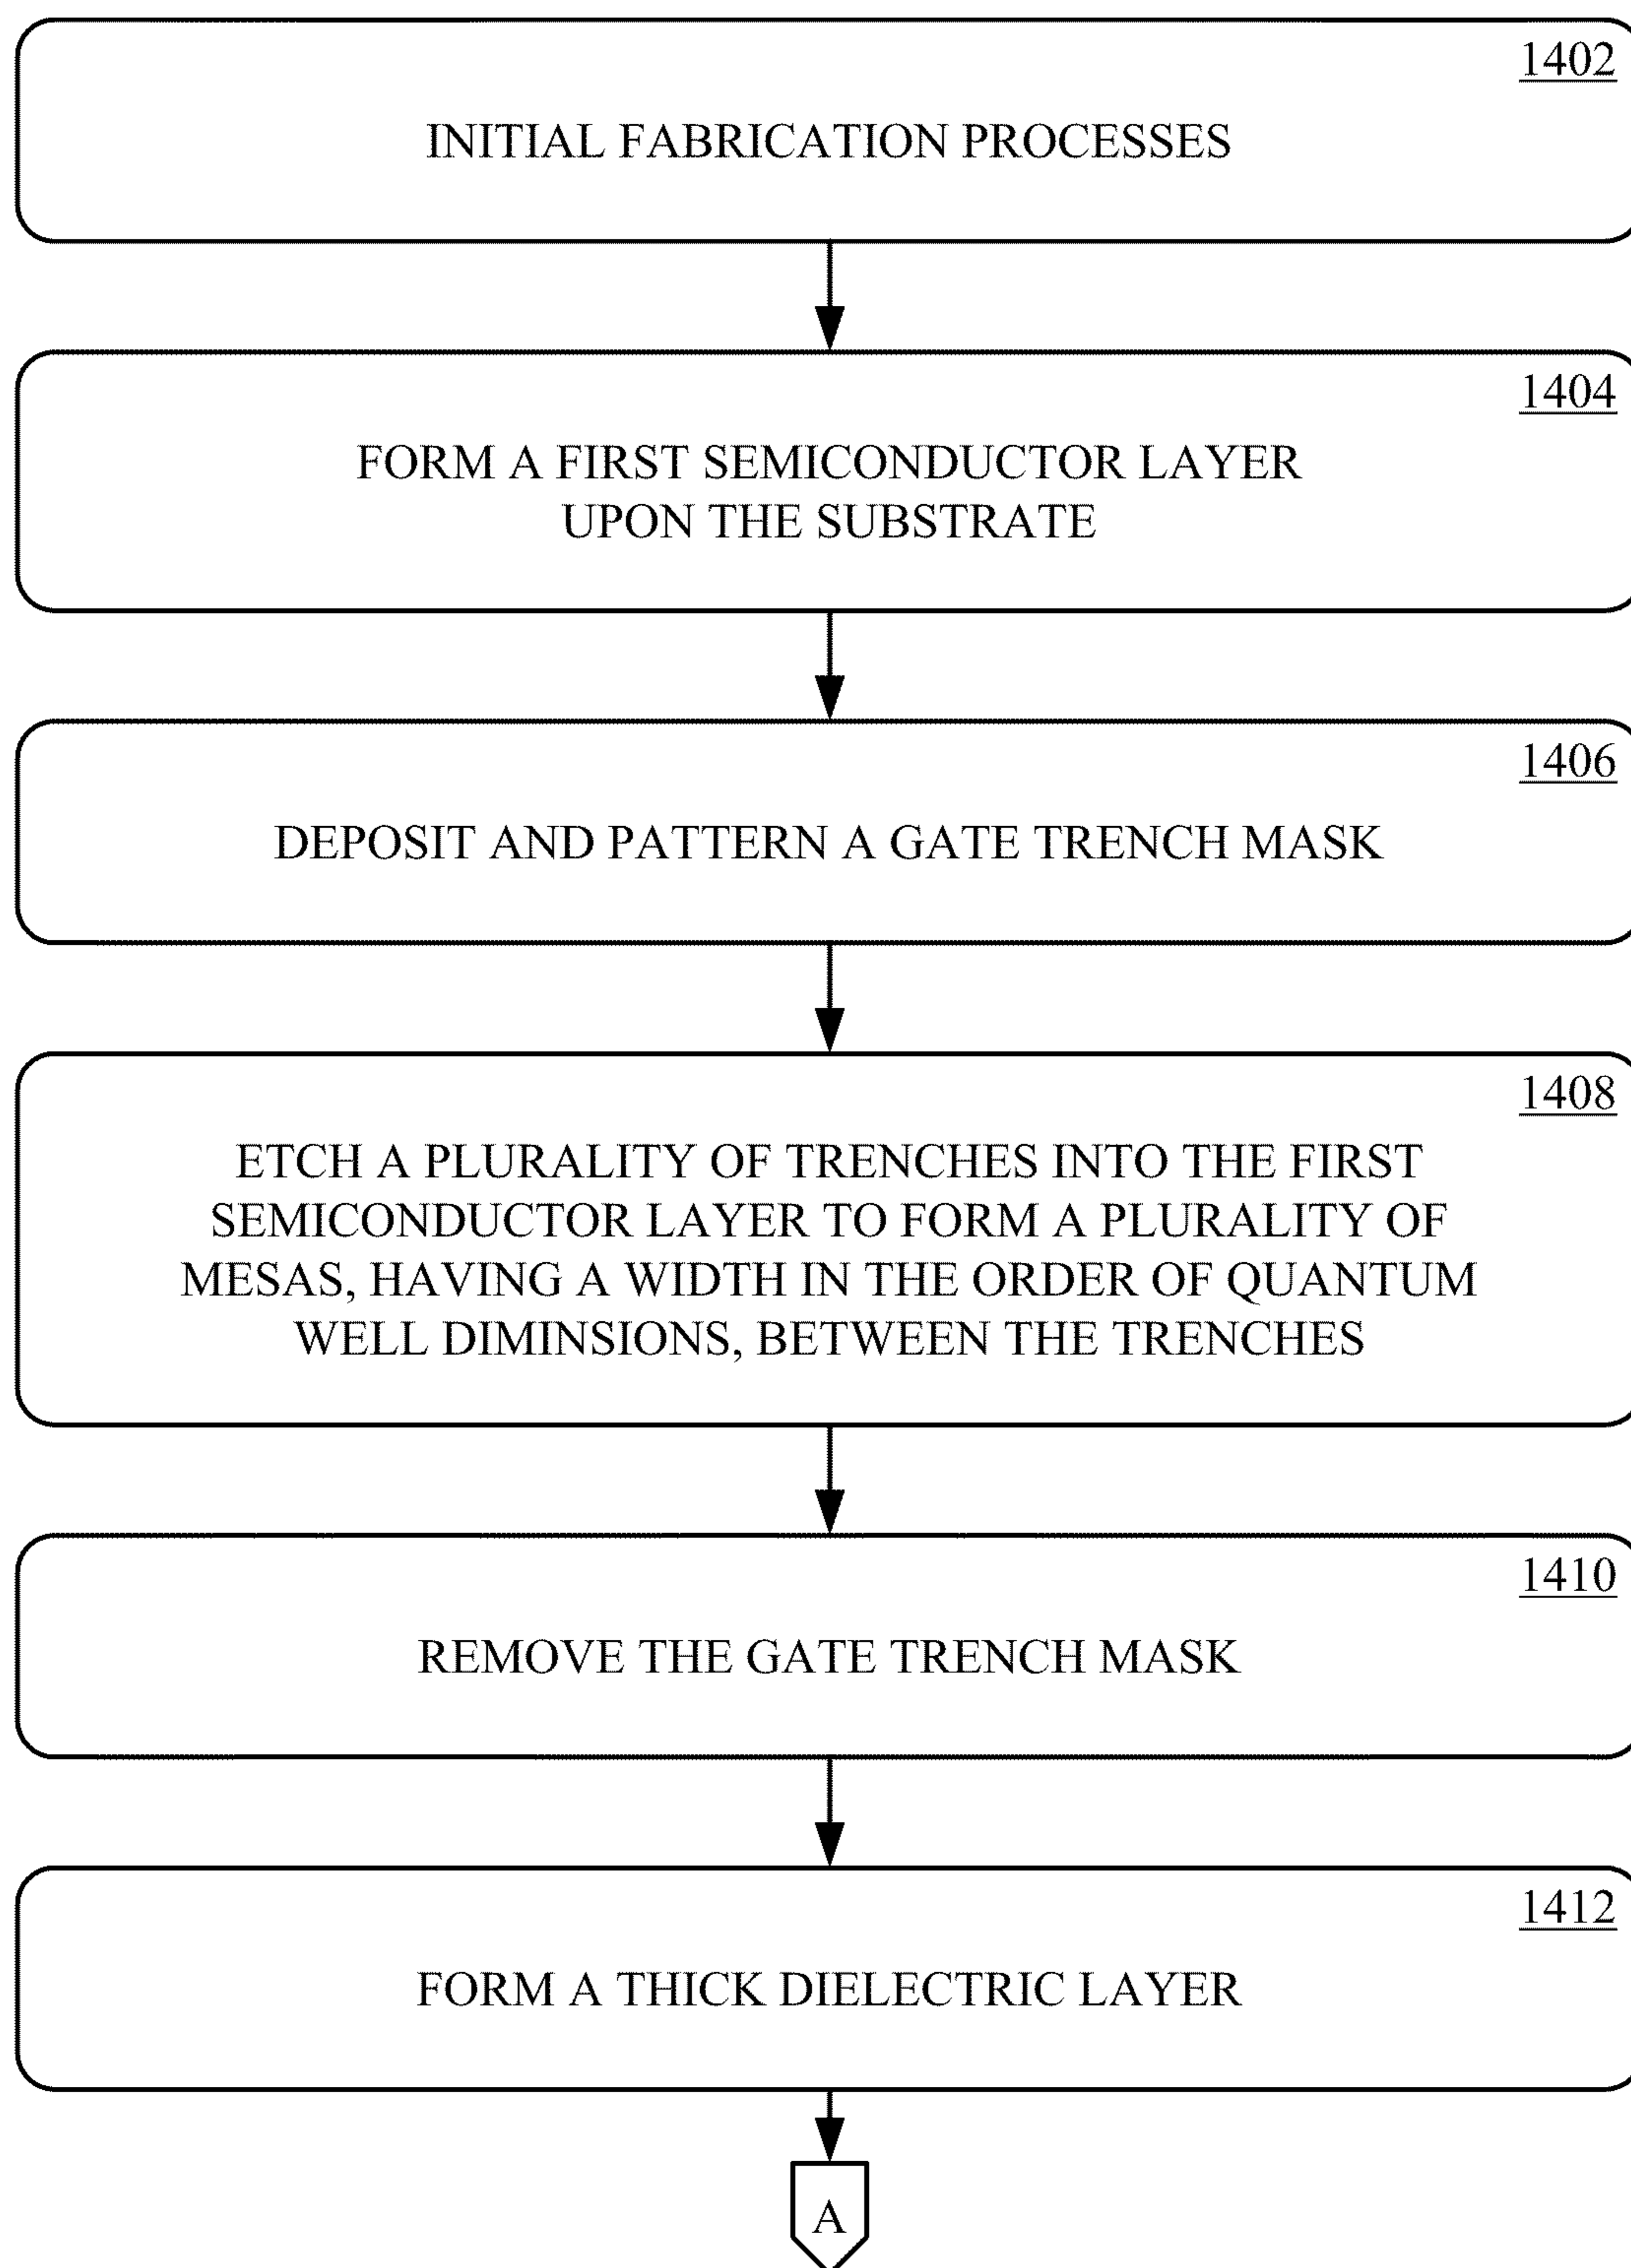 1402
INITIAL FABRICATION PROCESSES
1404
FORM A FIRST SEMICONDUCTOR LAYER
UPON THE SUBSTRATE
1406
DEPOSIT AND PATTERN A GATE TRENCH MASK
1408
ETCH A PLURALITY OF TRENCHES INTO THE FIRST
SEMICONDUCTOR LAYER TO FORM A PLURALITY OF
MESAS, HAVING A WIDTH IN THE ORDER OF QUANTUM
WELL DIMINSIONS, BETWEEN THE TRENCHES
1410
REMOVE THE GATE TRENCH MASK
1412
FORM A THICK DIELECTRIC LAYER
A